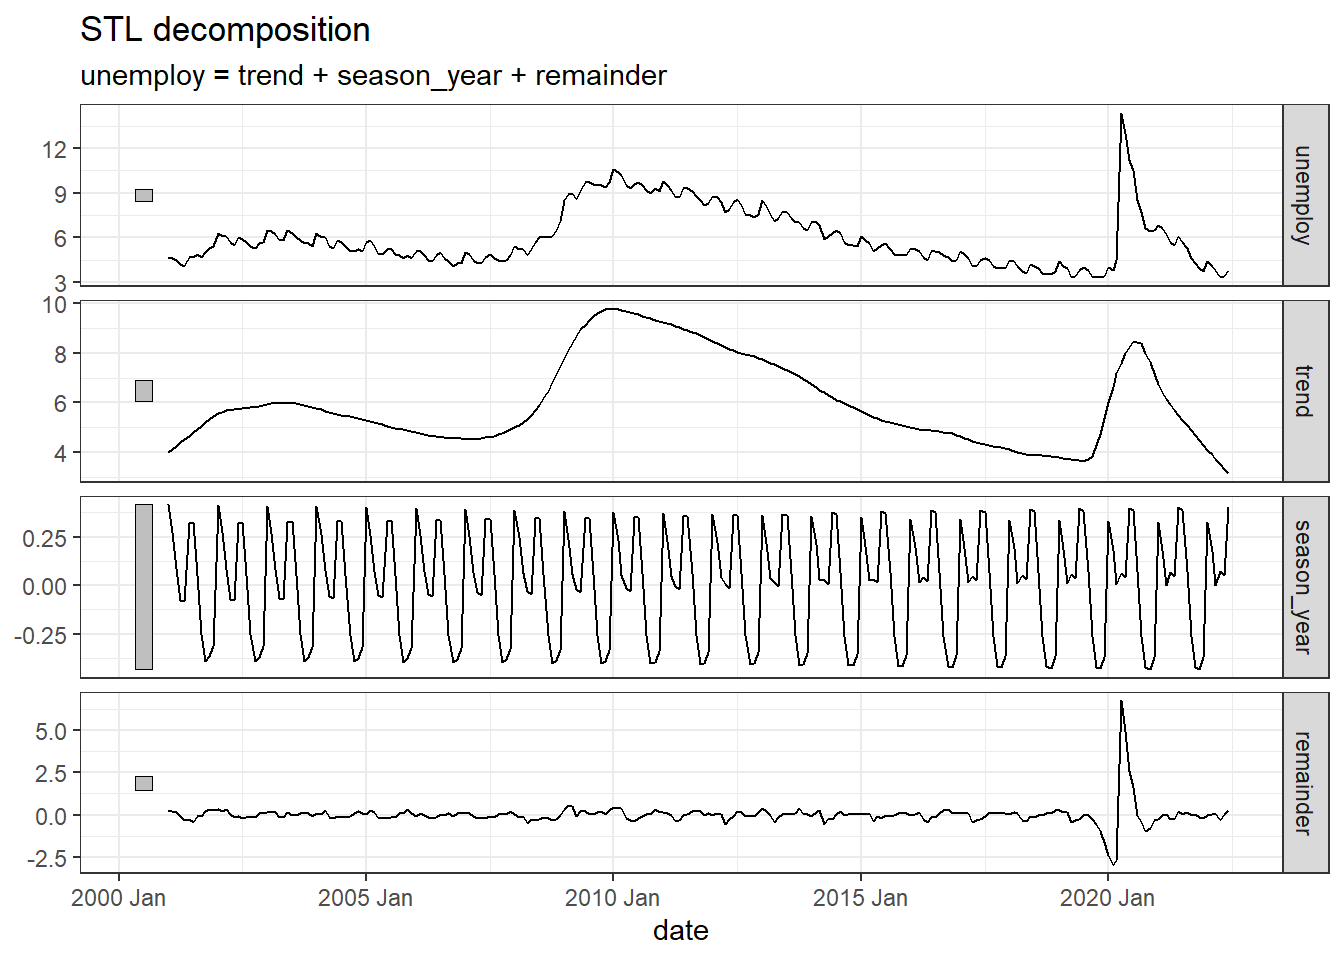 STL decomposition
unemploy = trend + season_year + remainder
12
9
6
3
unemploy
10
8
6
4
trend
0.25
0.00
-0.25
season_year
5.0
2.5
0.0
-2.5
remainder
2000 Jan
2005 Jan
2010 Jan
2015 Jan
2020 Jan
date